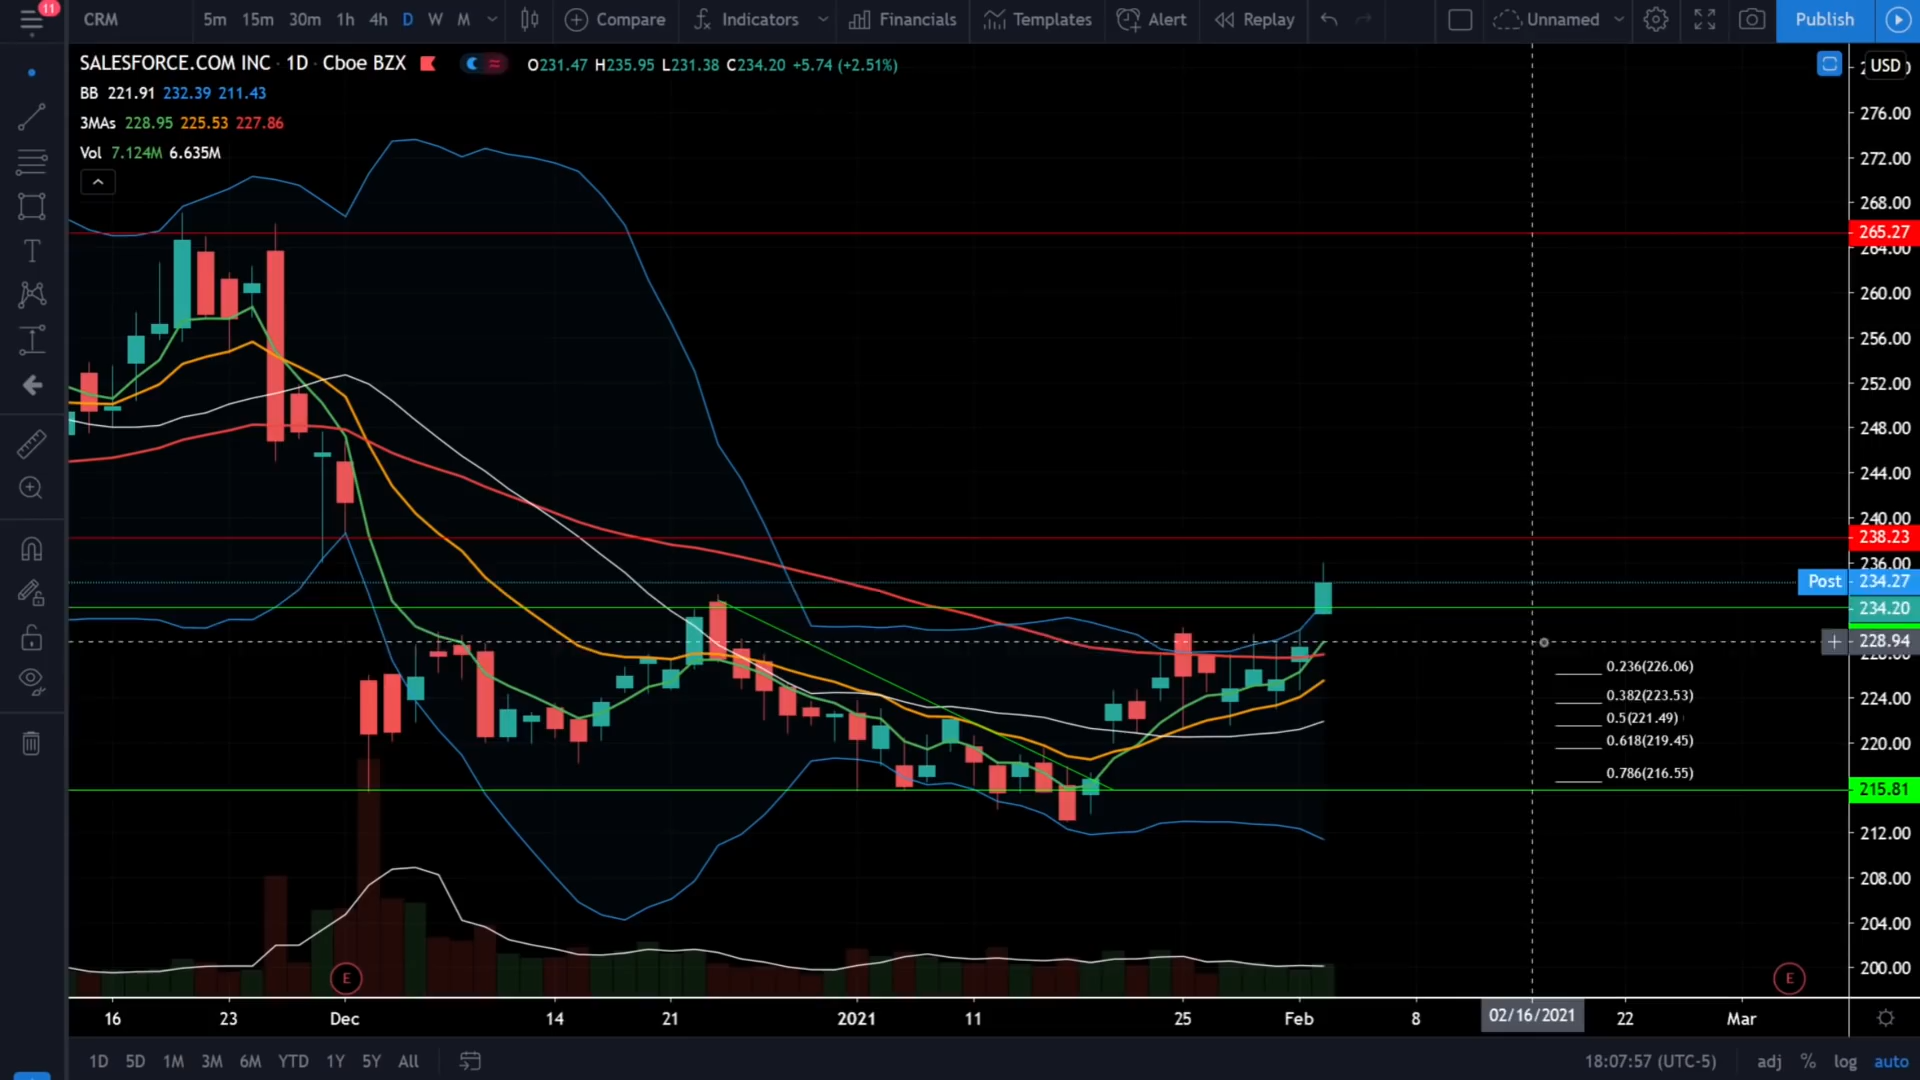 11
CRM 5m 15m 30m 1h 4h D W M Compare Indicators Financials Templates Alert Replay Unnamed Publish
SALESFORCE.COM INC · 1D · Cboe BZX O231.47 H235.95 L231.38 C234.20 +5.74 (+2.51%)
BB 221.91 232.39 211.43
3MAs 228.95 225.53 227.86
Vol 7.124M 6.635M
USD
276.00
272.00
268.00
265.27
264.00
260.00
256.00
252.00
248.00
244.00
240.00
238.23
236.00
Post 234.27
234.20
228.94
0.236(226.06)
0.382(223.53)
224.00
0.5(221.49)
0.618(219.45)
220.00
0.786(216.55)
215.81
212.00
208.00
204.00
200.00
E E
16 23 Dec 14 21 2021 11 25 Feb 8 02/16/2021 22 Mar
1D 5D 1M 3M 6M YTD 1Y 5Y All 18:07:57 (UTC-5) adj % log auto